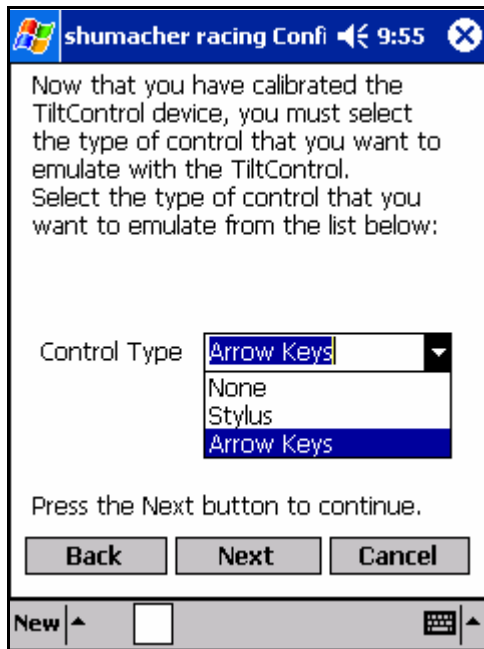 shumacher racing Confi 9:55
Now that you have calibrated the
TiltControl device, you must select
the type of control that you want to
emulate with the TiltControl.
Select the type of control that you
want to emulate from the list below:
Control Type Arrow Keys
None
Stylus
Arrow Keys
Press the Next button to continue.
Back Next Cancel
New